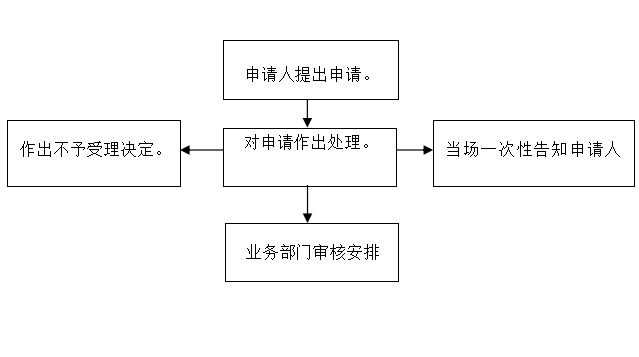 申请人提出申请。
作出不予受理决定。
对申请作出处理。
当场一次性告知申请人
业务部门审核安排